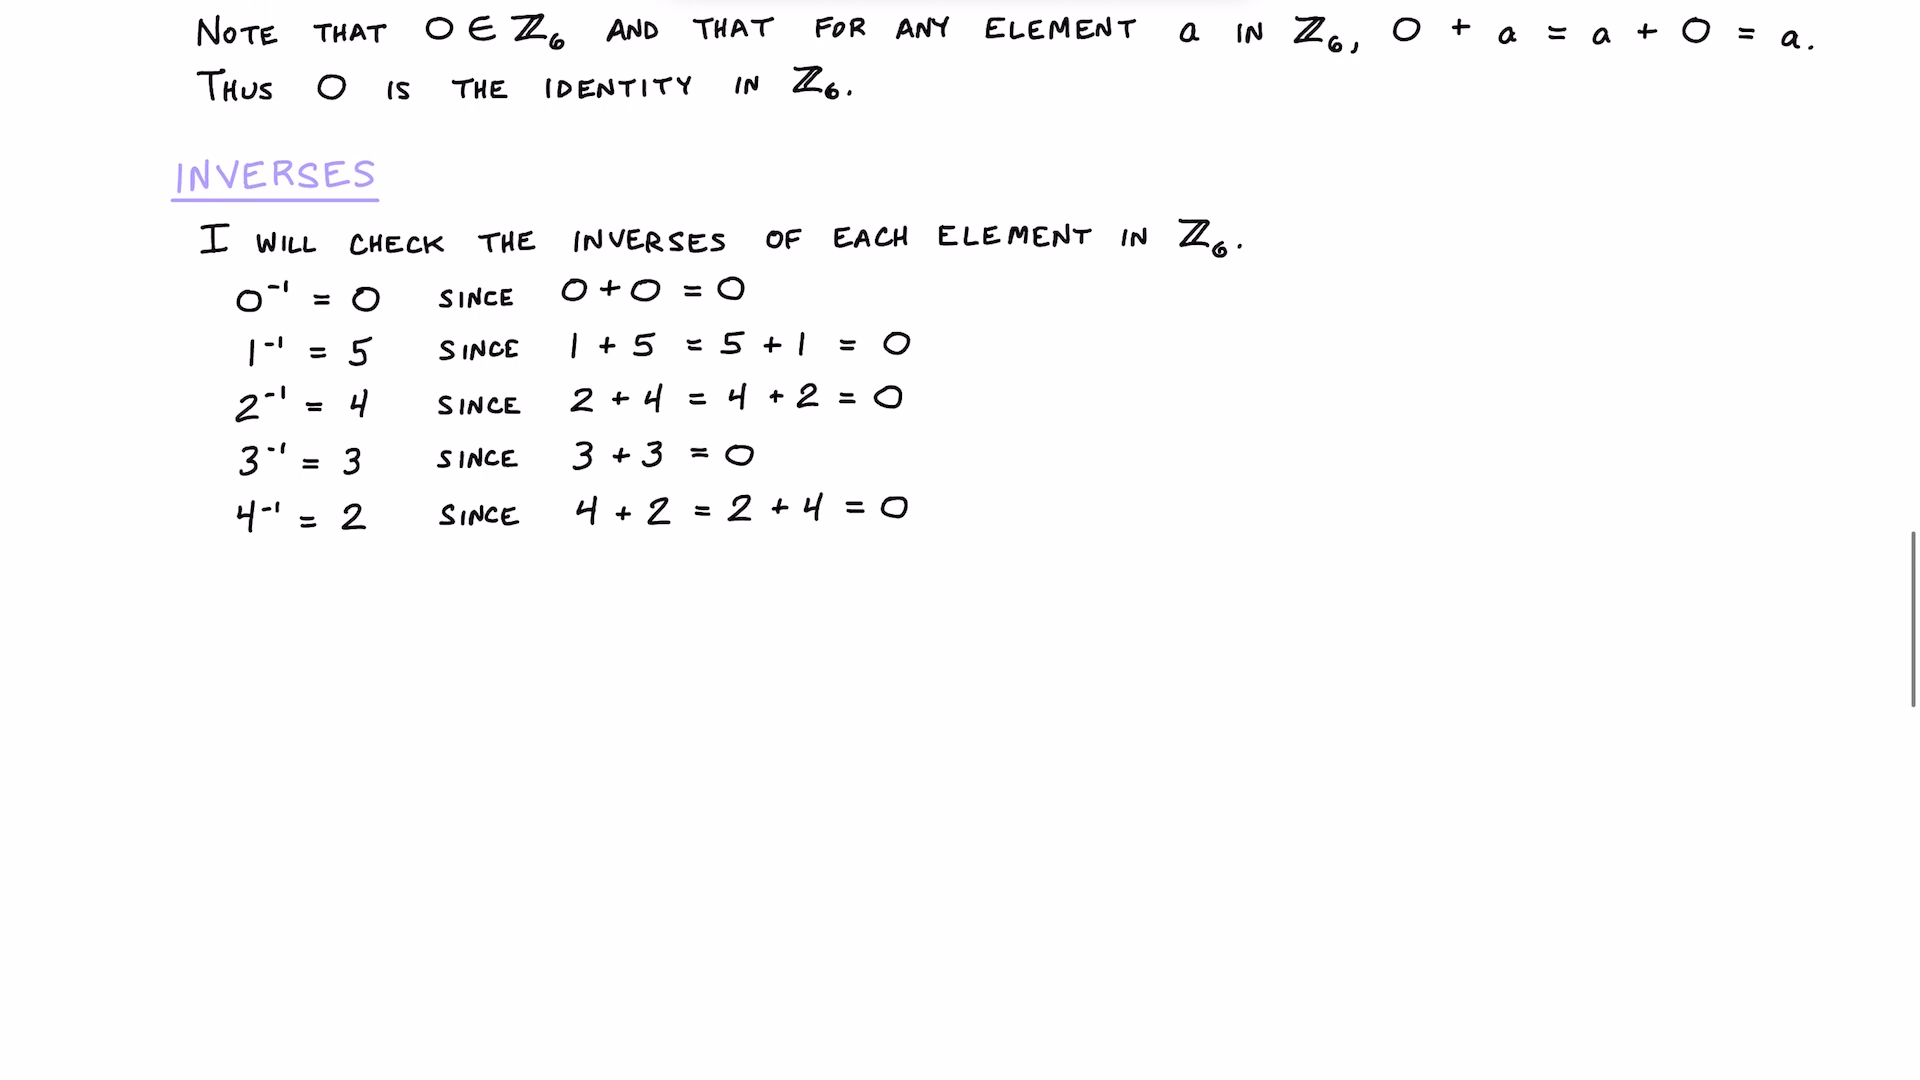 NOTE THAT 0 ∈ ℤ₆ AND THAT FOR ANY ELEMENT a IN ℤ₆, 0 + a = a + 0 = a.
THUS 0 IS THE IDENTITY IN ℤ₆.
INVERSES
I WILL CHECK THE INVERSES OF EACH ELEMENT IN ℤ₆.
0⁻¹ = 0 SINCE 0 + 0 = 0
1⁻¹ = 5 SINCE 1 + 5 = 5 + 1 = 0
2⁻¹ = 4 SINCE 2 + 4 = 4 + 2 = 0
3⁻¹ = 3 SINCE 3 + 3 = 0
4⁻¹ = 2 SINCE 4 + 2 = 2 + 4 = 0